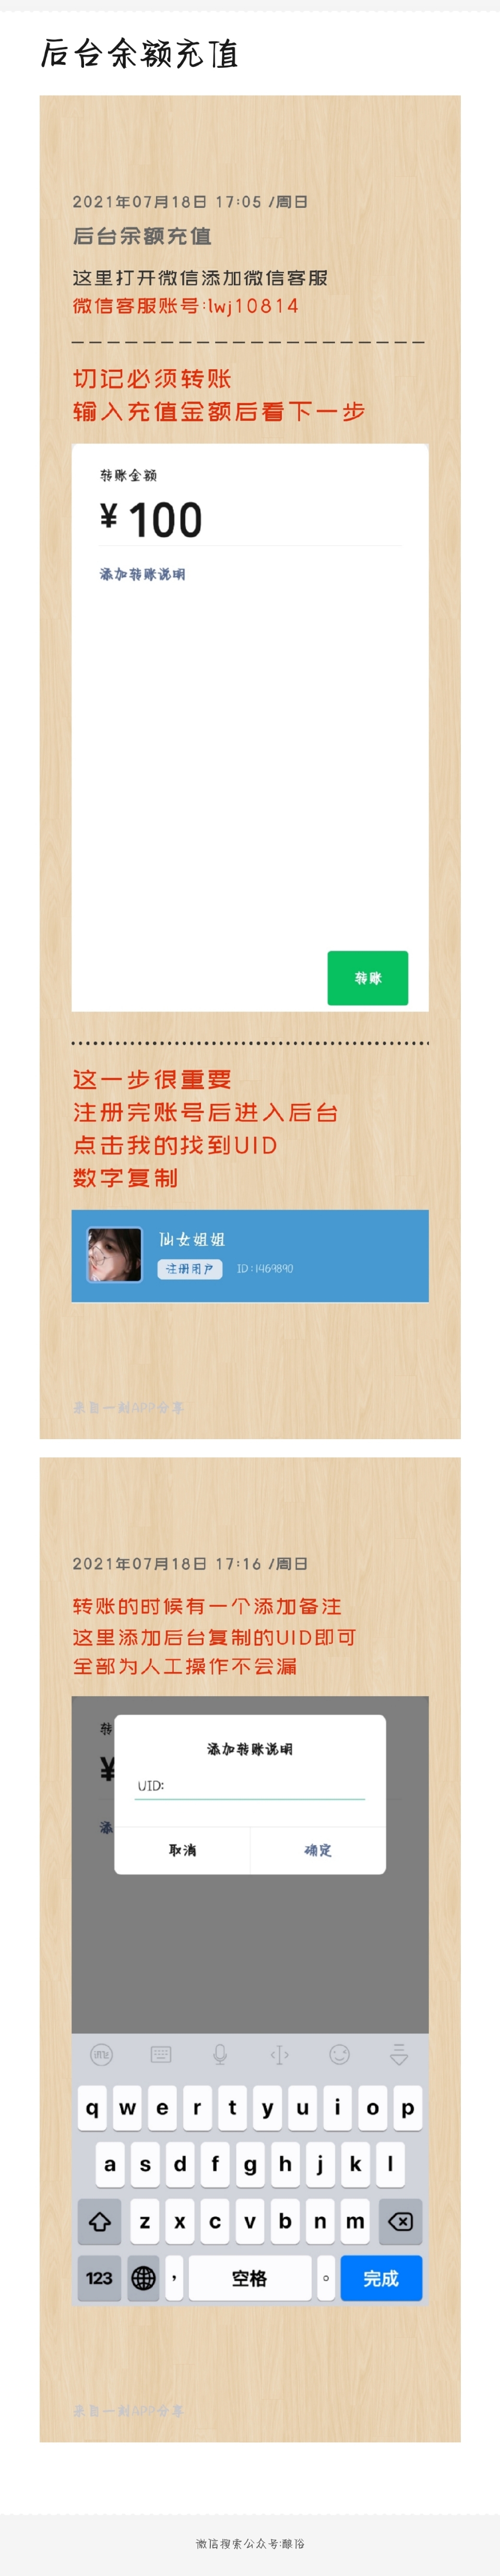 后台余额充值
2021年07月18日 17:05 /周日
后台余额充值
这里打开微信添加微信客服
微信客服账号:lwj10814
切记必须转账
输入充值金额后看下一步
转账金额
¥ 100
添加转账说明
转账
这一步很重要
注册完账号后进入后台
点击我的找到UID
数字复制
仙女姐姐
注册用户 ID:1469890
来自一刻APP分享
2021年07月18日 17:16 /周日
转账的时候有一个添加备注
这里添加后台复制的UID即可
全部为人工操作不会漏
转
¥
添
添加转账说明
UID:
取消 确定
q w e r t y u i o p
a s d f g h j k l
z x c v b n m
123 , 空格 。 完成
来自一刻APP分享
微信搜索公众号:酿俗